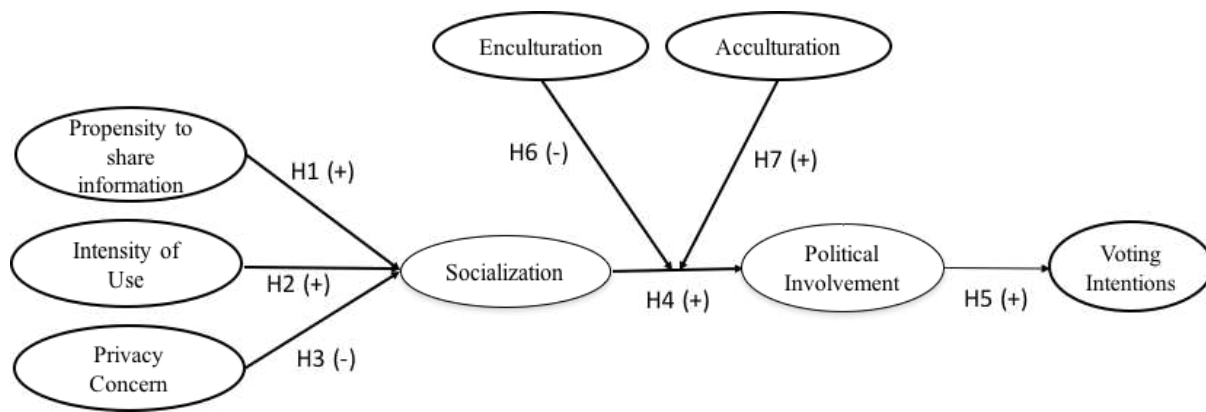 Enculturation
Acculturation
Propensity to
share
information
H1 (+)
H6 (-)
H7 (+)
Intensity of
Use
H2 (+)
Socialization
H4 (+)
Political
Involvement
H5 (+)
Voting
Intentions
Privacy
Concern
H3 (-)